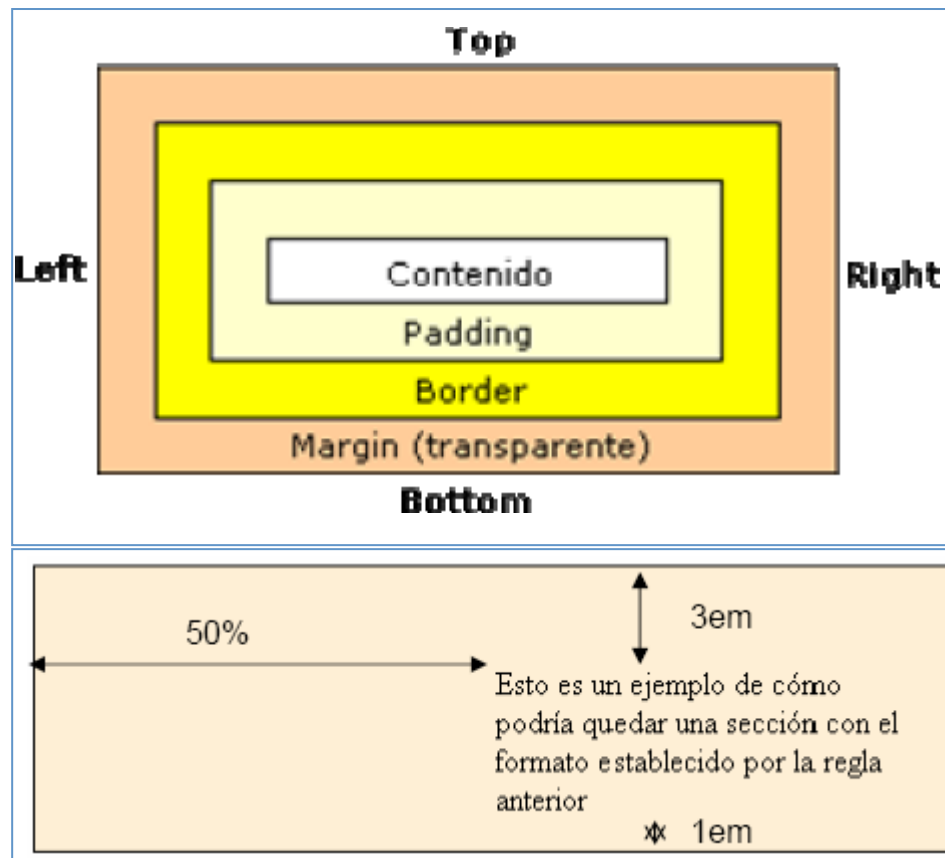 Top
Left
Contenido
Right
Padding
Border
Margin (transparente)
Bottom
50%
3em
Esto es un ejemplo de cómo
podría quedar una sección con el
formato establecido por la regla
anterior
1em